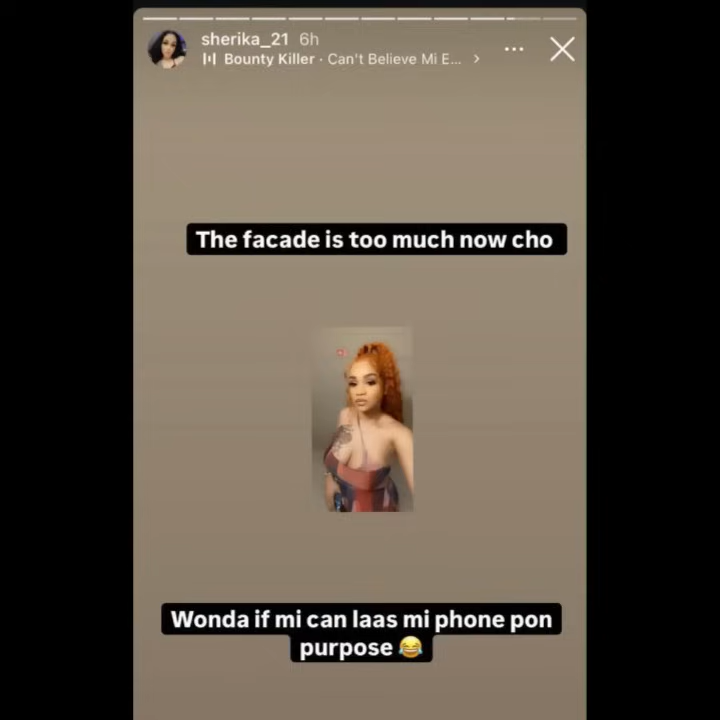 sherika_21 6h
Bounty Killer · Can't Believe Mi E...
The facade is too much now cho
Wonda if mi can laas mi phone pon
purpose 😂